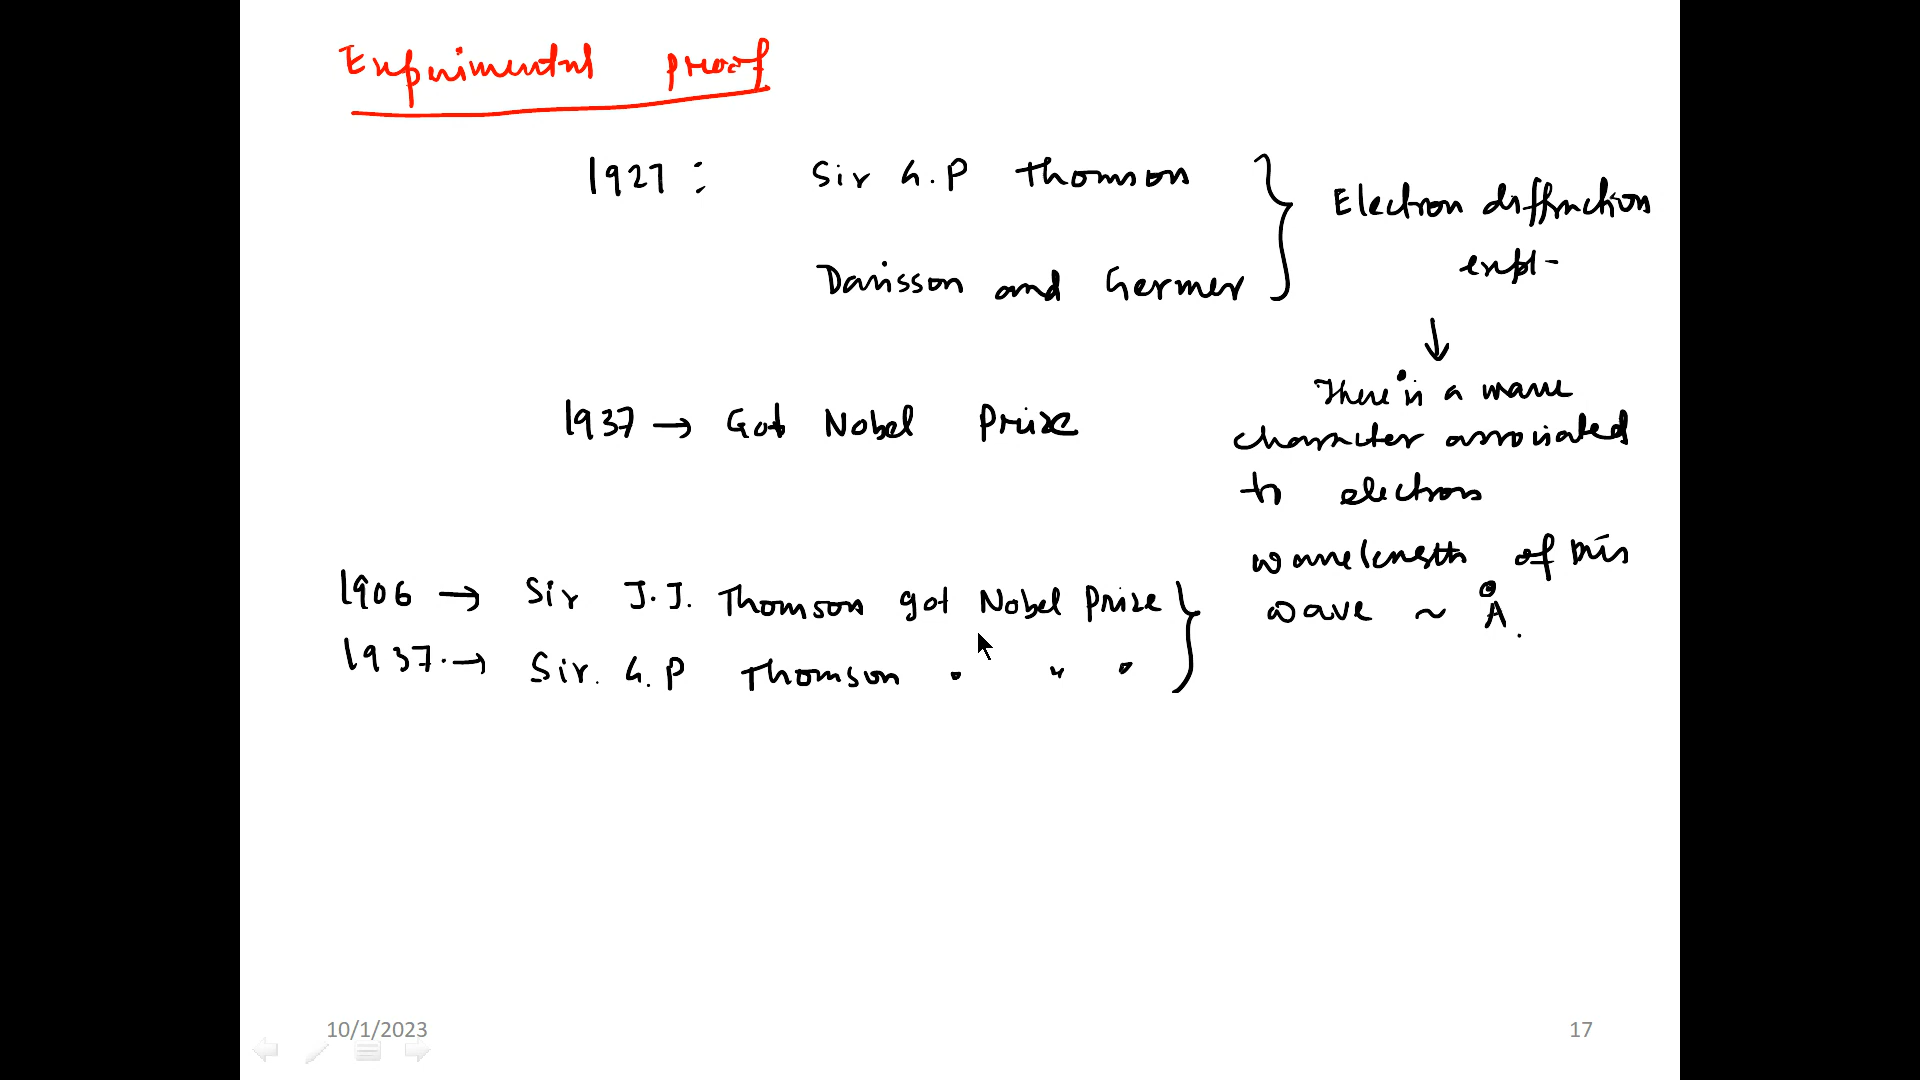 Experimental proof
1927 : Sir G.P Thomson
Davisson and Germer
Electron diffraction
expt-
There is a wave
character associated
to electrons
wavelength of this
wave ~ Å.
1937 → Got Nobel Prize
1906 → Sir J.J. Thomson got Nobel Prize
1937 → Sir. G.P Thomson " " "
10/1/2023
17